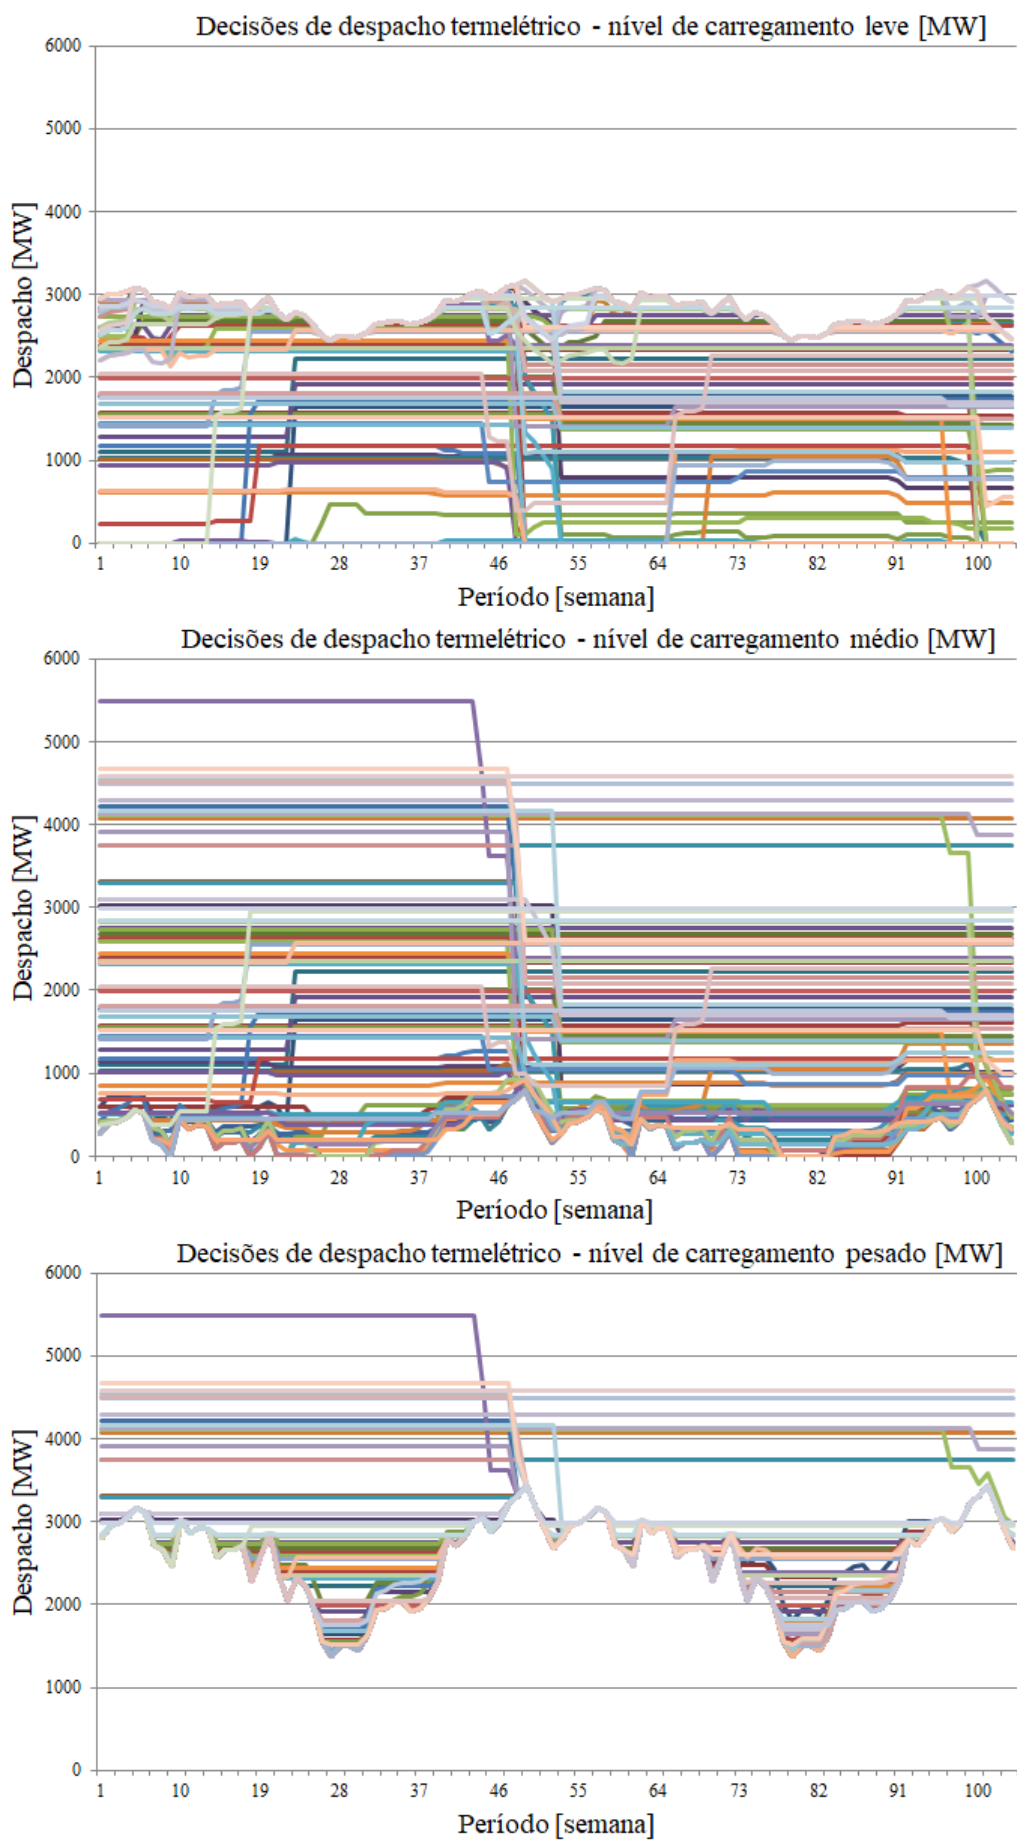 Decisões de despacho termelétrico - nível de carregamento leve [MW]
6000
5000
4000
3000
2000
1000
0
Despacho [MW]
1 10 19 28 37 46 55 64 73 82 91 100
Período [semana]
Decisões de despacho termelétrico - nível de carregamento médio [MW]
6000
5000
4000
3000
2000
1000
0
Despacho [MW]
1 10 19 28 37 46 55 64 73 82 91 100
Período [semana]
Decisões de despacho termelétrico - nível de carregamento pesado [MW]
6000
5000
4000
3000
2000
1000
0
Despacho [MW]
1 10 19 28 37 46 55 64 73 82 91 100
Período [semana]